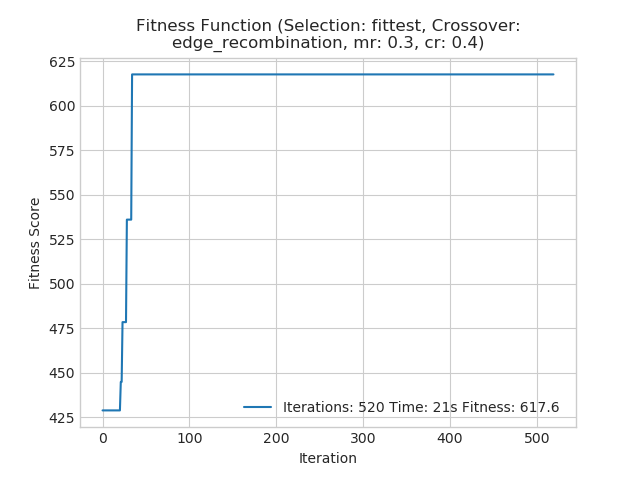 Fitness Function (Selection: fittest, Crossover:
edge_recombination, mr: 0.3, cr: 0.4)
625
600
575
550
525
500
475
450
425
Fitness Score
Iterations: 520 Time: 21s Fitness: 617.6
0 100 200 300 400 500
Iteration